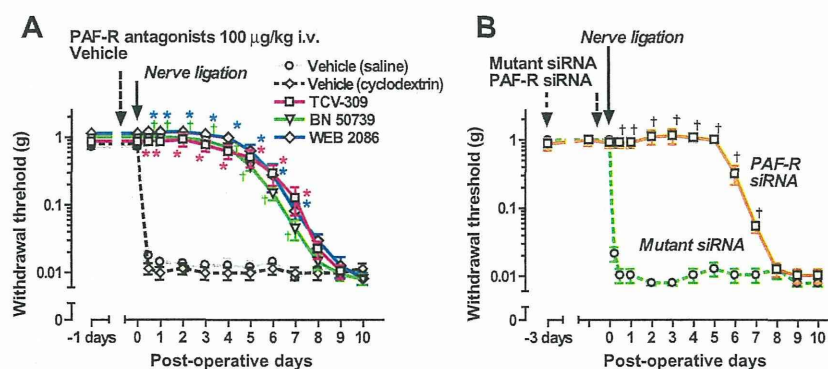 A
PAF-R antagonists 100 μg/kg i.v.
Vehicle
Nerve ligation
Vehicle (saline)
Vehicle (cyclodextrin)
TCV-309
BN 50739
WEB 2086
Withdrawal threshold (g)
1
0.1
0.01
0
-1 days
0 1 2 3 4 5 6 7 8 9 10
Post-operative days
B
Nerve ligation
Mutant siRNA
PAF-R siRNA
Withdrawal threshold (g)
1
0.1
0.01
0
PAF-R
siRNA
Mutant siRNA
-3 days
0 1 2 3 4 5 6 7 8 9 10
Post-operative days